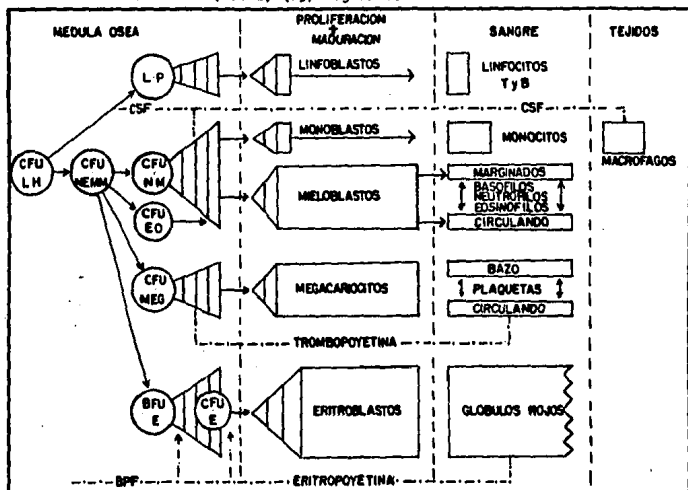 MEDULA OSEA
PROLIFERACION
+
MADURACION
SANGRE
TEJIDOS
L-P
LINFOBLASTOS
LINFOCITOS
T y B
CSF
CSF
MONOBLASTOS
MONOCITOS
MACROFAGOS
CFU
LH
CFU
NEMM
CFU
NM
CFU
EO
MIELOBLASTOS
MARGINADOS
BASOFILOS
NEUTROFILOS
EOSINOFILOS
CIRCULANDO
CFU
MEG
MEGACARIOCITOS
BAZO
PLAQUETAS
CIRCULANDO
TROMBOPOYETINA
BFU
E
CFU
E
ERITROBLASTOS
GLOBULOS ROJOS
BPF
ERITROPOYETINA